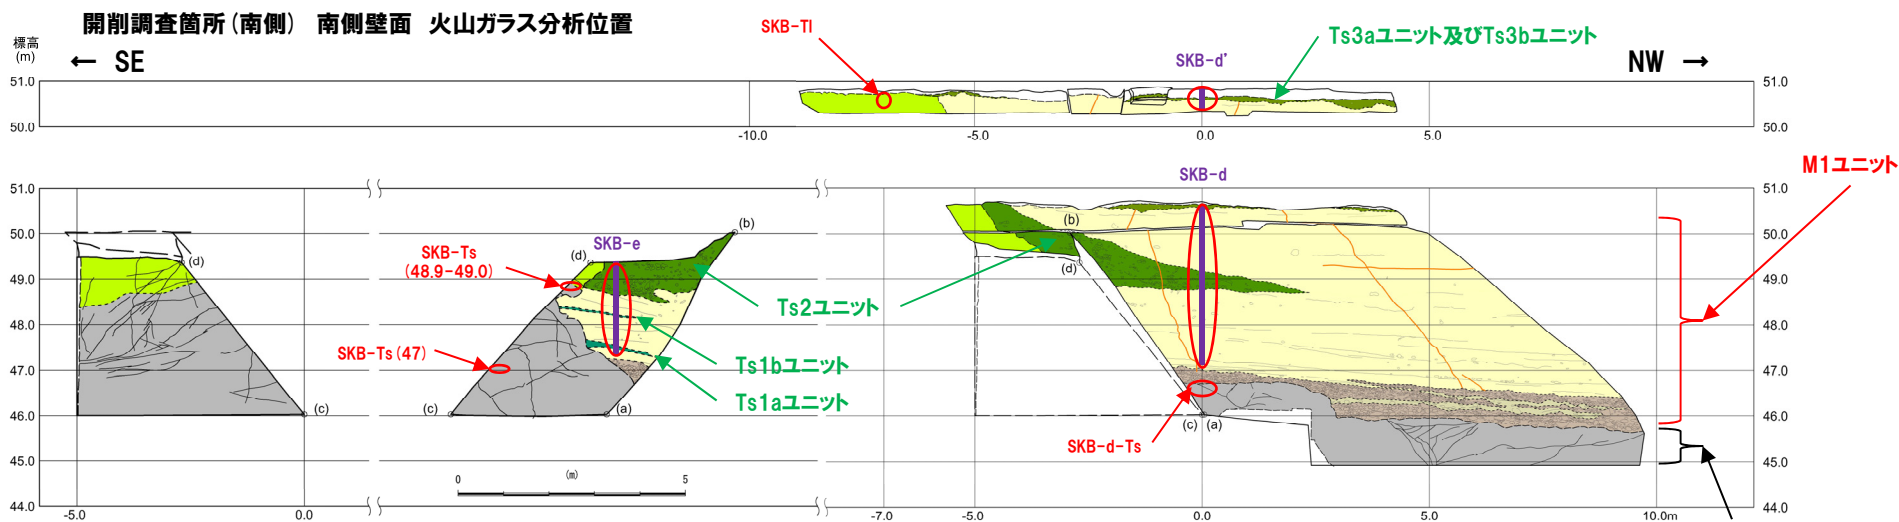 開削調査箇所(南側)　南側壁面　火山ガラス分析位置
標高
(m)
← SE
NW →
SKB-Tl
SKB-d’
Ts3aユニット及びTs3bユニット
51.0
50.0
51.0
50.0
-10.0
-5.0
0.0
5.0
M1ユニット
SKB-d
51.0
50.0
49.0
48.0
47.0
46.0
45.0
44.0
51.0
50.0
49.0
48.0
47.0
46.0
45.0
44.0
(d)
(c)
-5.0
0.0
SKB-e
SKB-Ts
(48.9-49.0)
SKB-Ts(47)
(d)
(b)
(c)
(a)
Ts2ユニット
Ts1bユニット
Ts1aユニット
0
(m)
5
(b)
(d)
(c)
(a)
SKB-d-Ts
-7.0
-5.0
0.0
5.0
10.0m